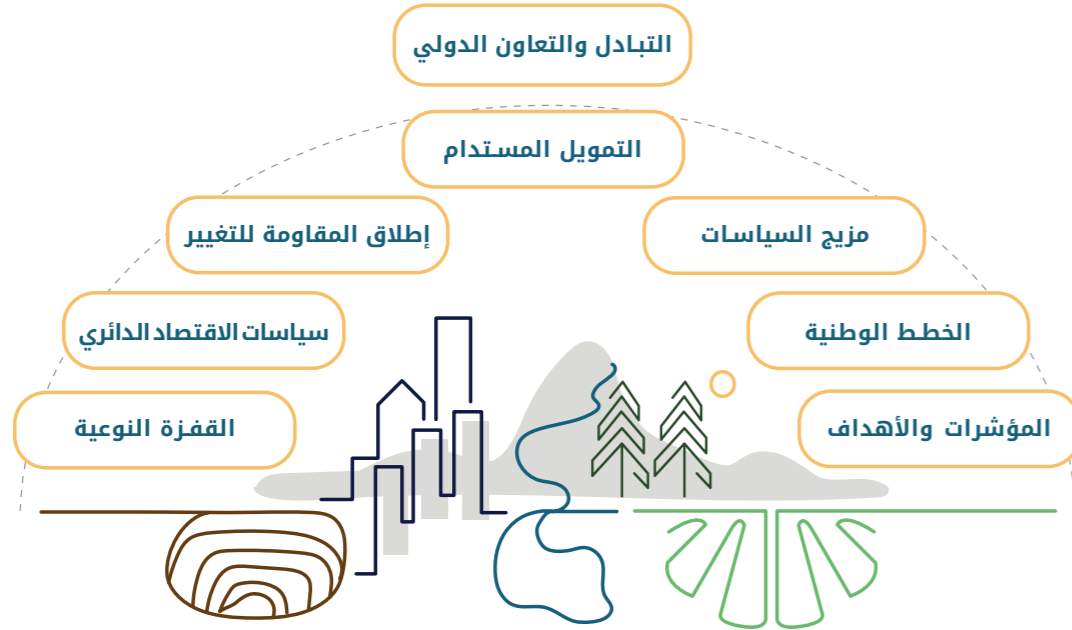 التبادل والتعاون الدولي
التمويل المستدام
مزيج السياسات
إطلاق المقاومة للتغيير
الخطط الوطنية
سياسات الاقتصاد الدائري
المؤشرات والأهداف
القفزة النوعية